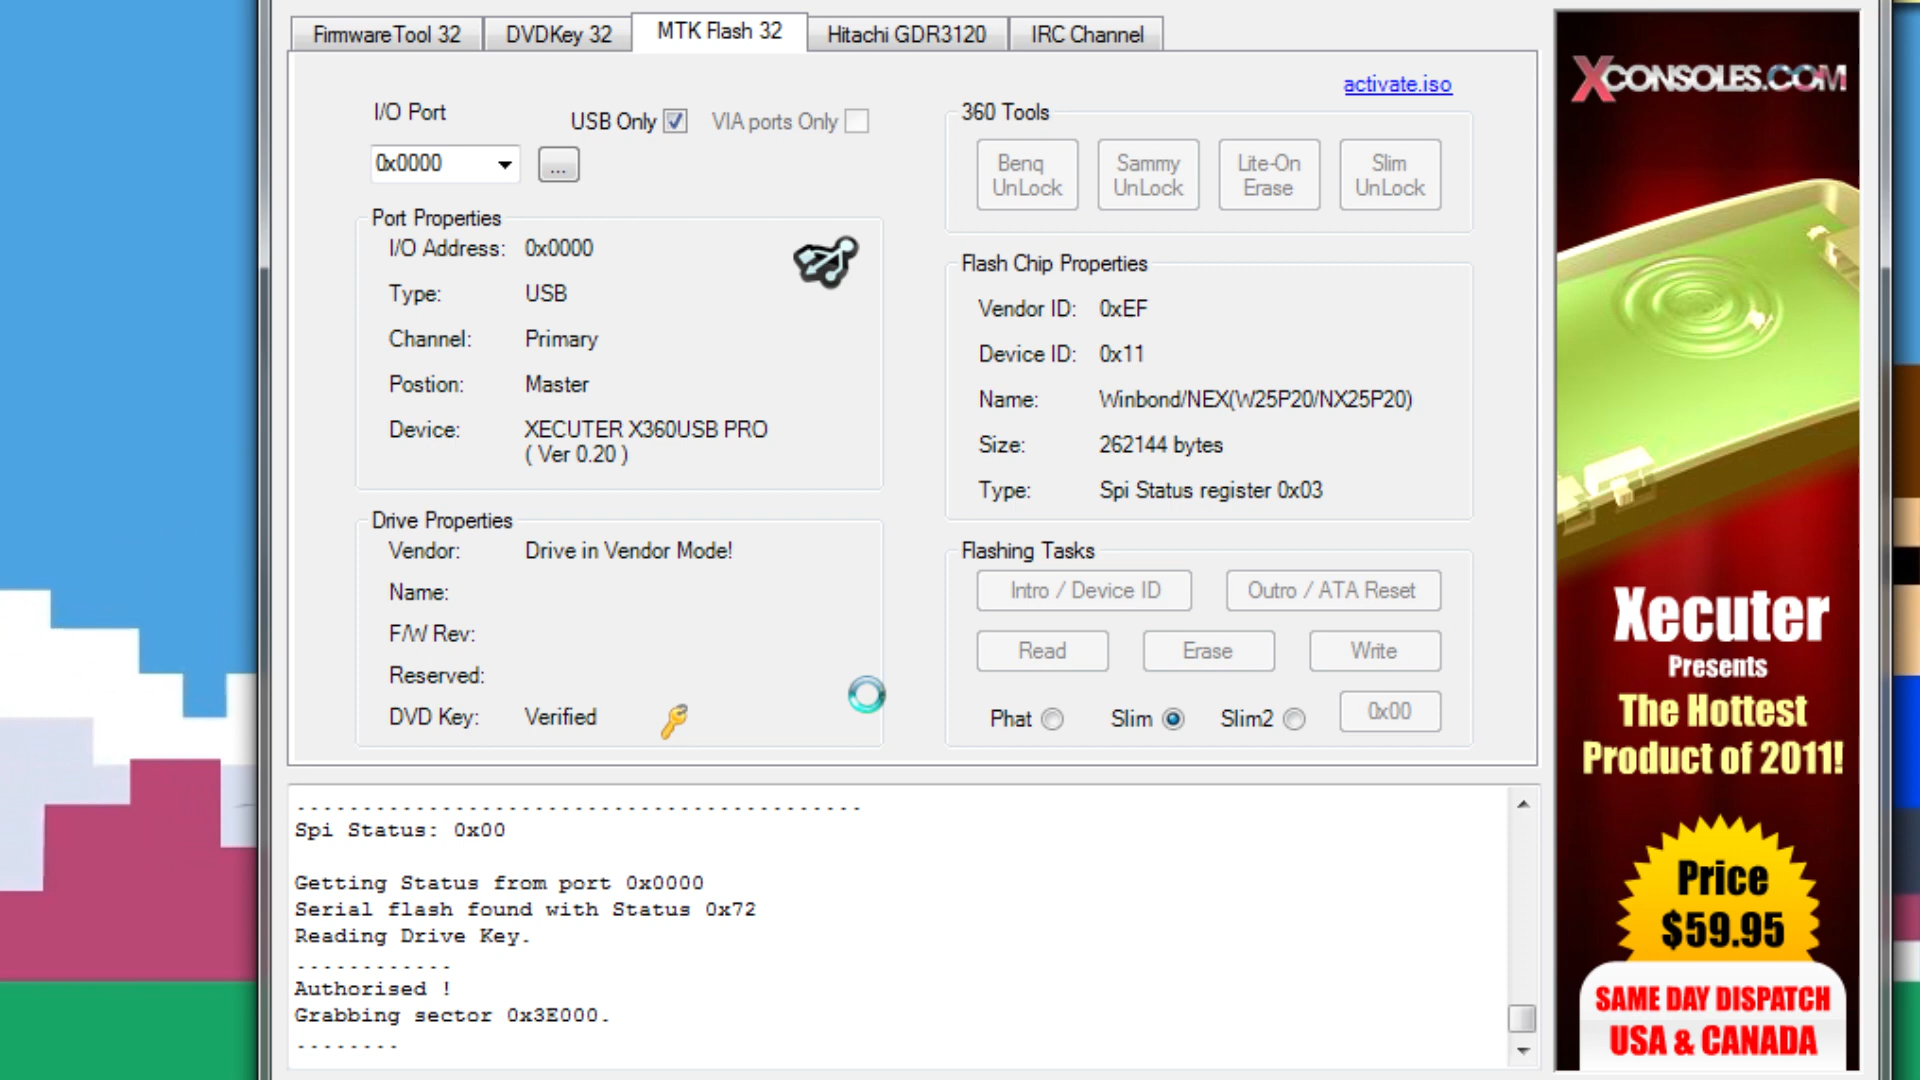 FirmwareTool 32
DVDKey 32
MTK Flash 32
Hitachi GDR3120
IRC Channel
activate.iso
I/O Port
USB Only
VIA ports Only
0x0000
...
Port Properties
I/O Address: 0x0000
Type: USB
Channel: Primary
Postion: Master
Device: XECUTER X360USB PRO
( Ver 0.20 )
Drive Properties
Vendor: Drive in Vendor Mode!
Name:
F/W Rev:
Reserved:
DVD Key: Verified
360 Tools
Benq UnLock
Sammy UnLock
Lite-On Erase
Slim UnLock
Flash Chip Properties
Vendor ID: 0xEF
Device ID: 0x11
Name: Winbond/NEX(W25P20/NX25P20)
Size: 262144 bytes
Type: Spi Status register 0x03
Flashing Tasks
Intro / Device ID
Outro / ATA Reset
Read
Erase
Write
Phat
Slim
Slim2
0x00
Spi Status: 0x00
Getting Status from port 0x0000
Serial flash found with Status 0x72
Reading Drive Key.
. . . . . . . . . . . .
Authorised !
Grabbing sector 0x3E000.
. . . . . . . .
XCONSOLES.COM
Xecuter
Presents
The Hottest
Product of 2011!
Price
$59.95
SAME DAY DISPATCH
USA & CANADA